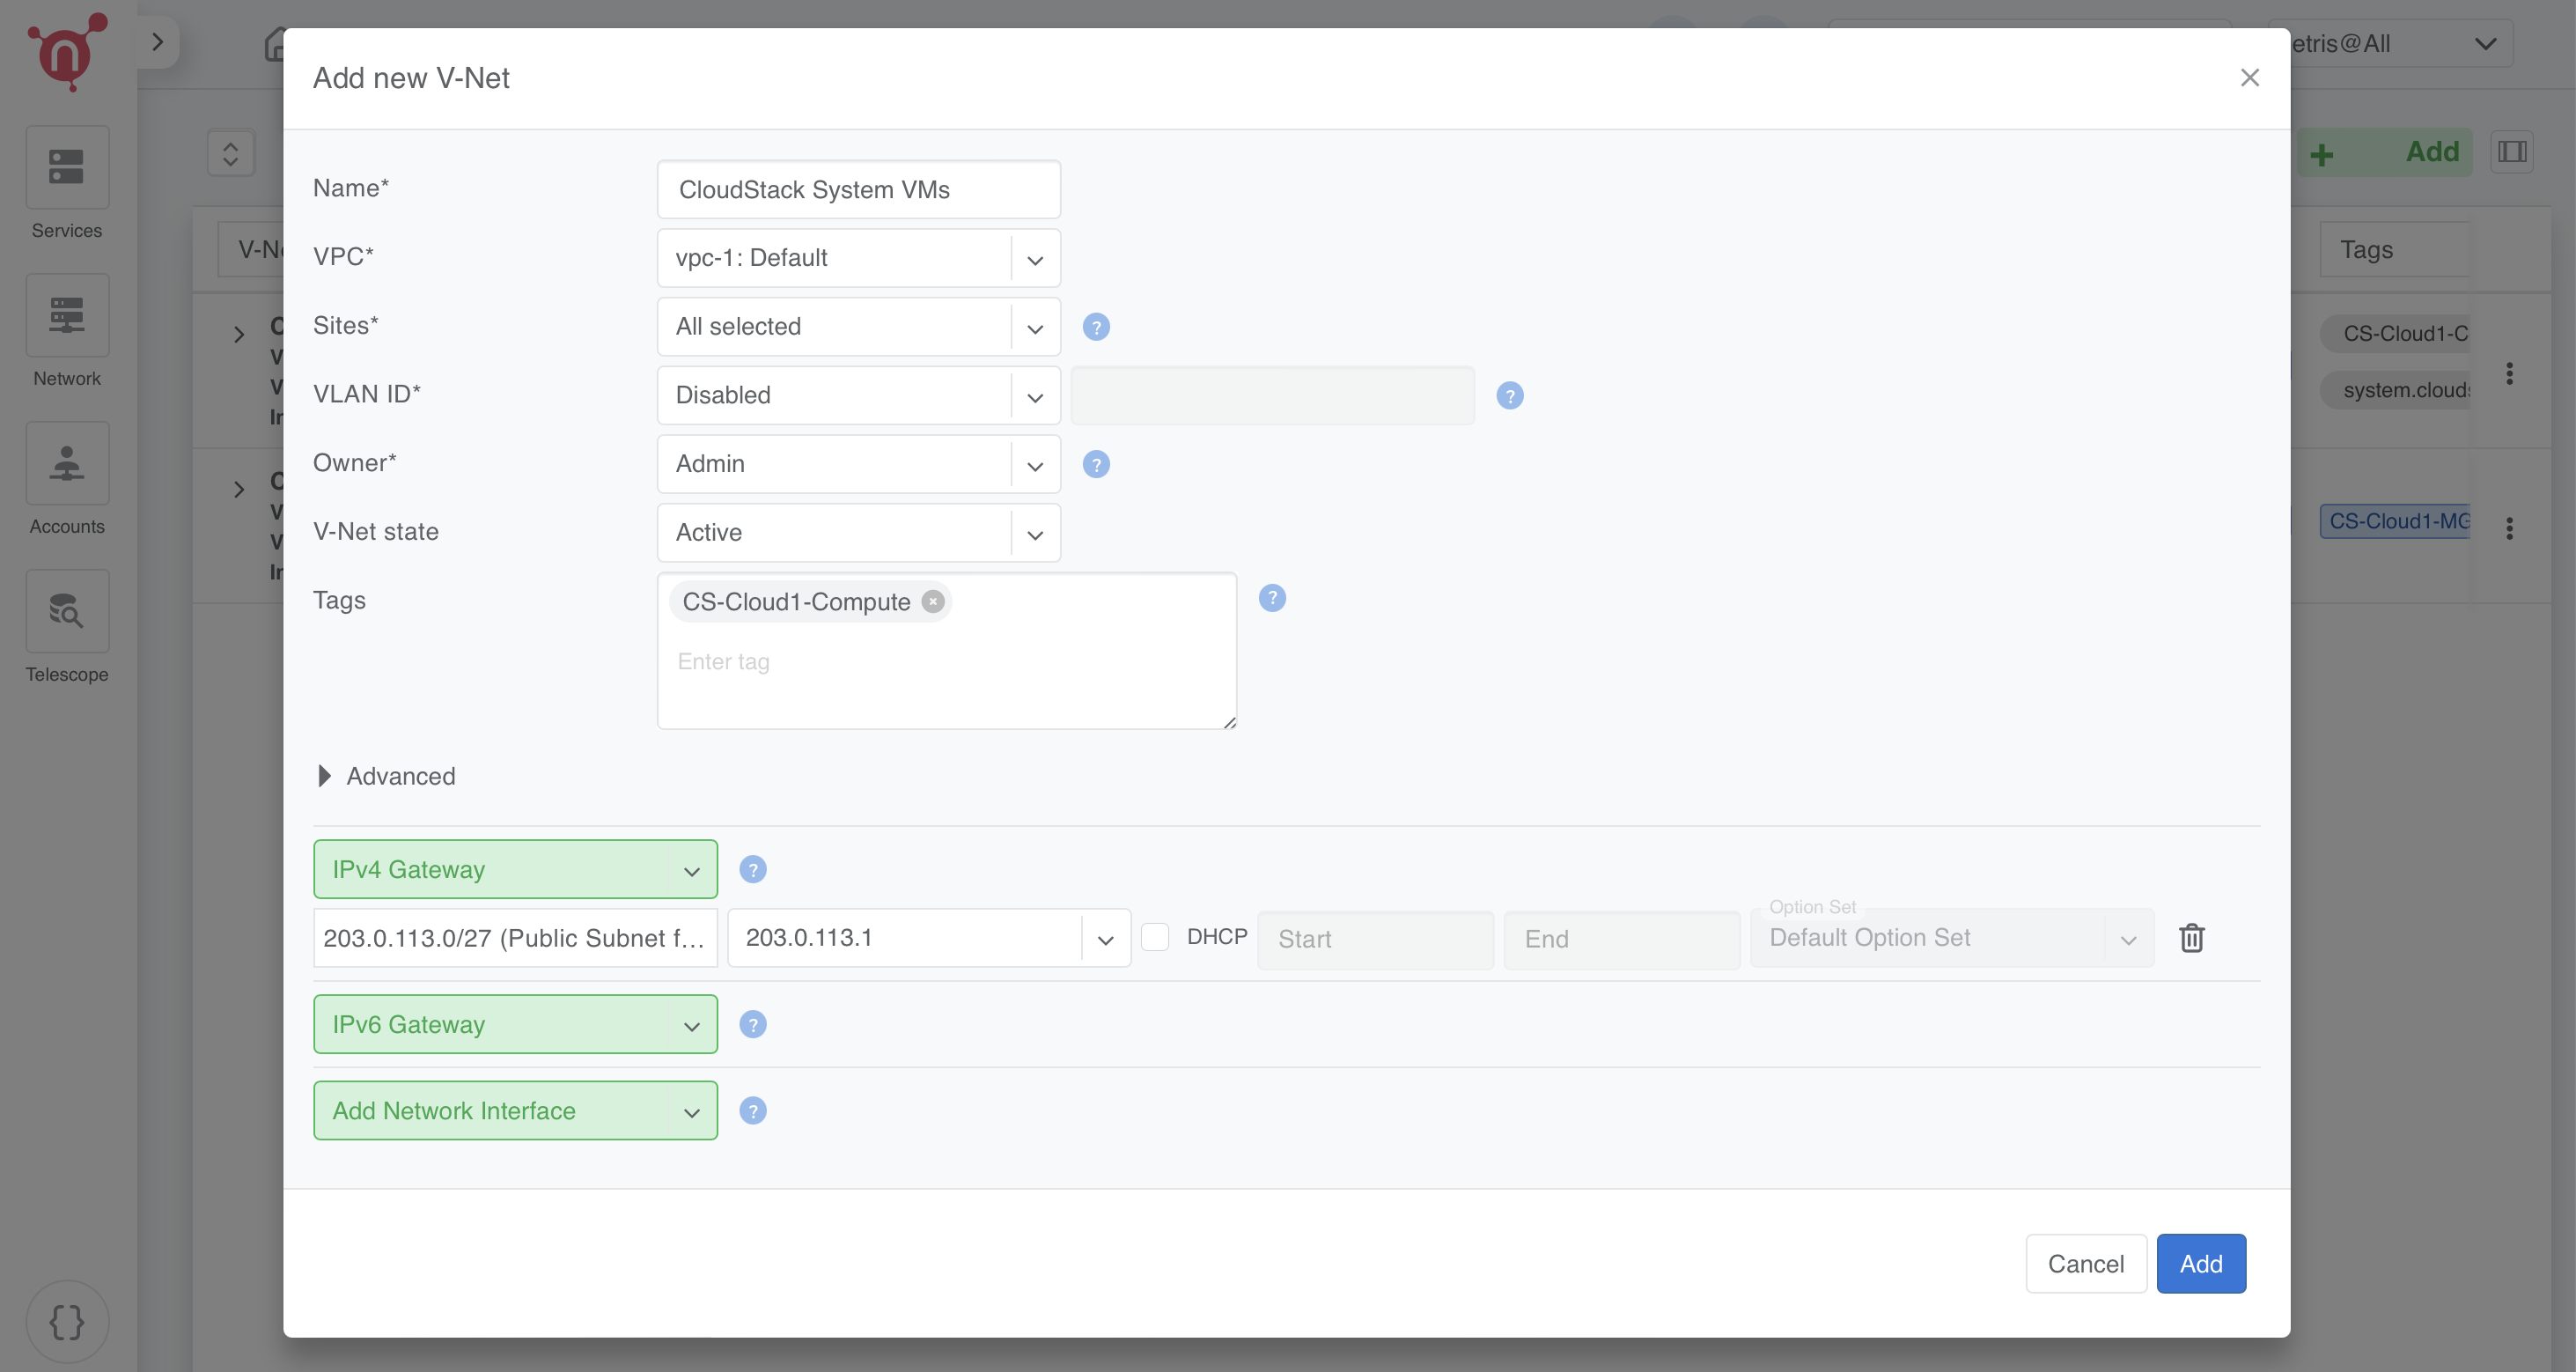 Add new V-Net
etris@All
Services
Network
Accounts
Telescope
{}
Add
V-Ne
Tags
CS-Cloud1-C
system.clouds
CS-Cloud1-MG
Name*
CloudStack System VMs
VPC*
vpc-1: Default
Sites*
All selected
?
VLAN ID*
Disabled
?
Owner*
Admin
?
V-Net state
Active
Tags
CS-Cloud1-Compute
?
Enter tag
Advanced
IPv4 Gateway
?
203.0.113.0/27 (Public Subnet f...
203.0.113.1
DHCP
Start
End
Option Set
Default Option Set
IPv6 Gateway
?
Add Network Interface
?
Cancel
Add